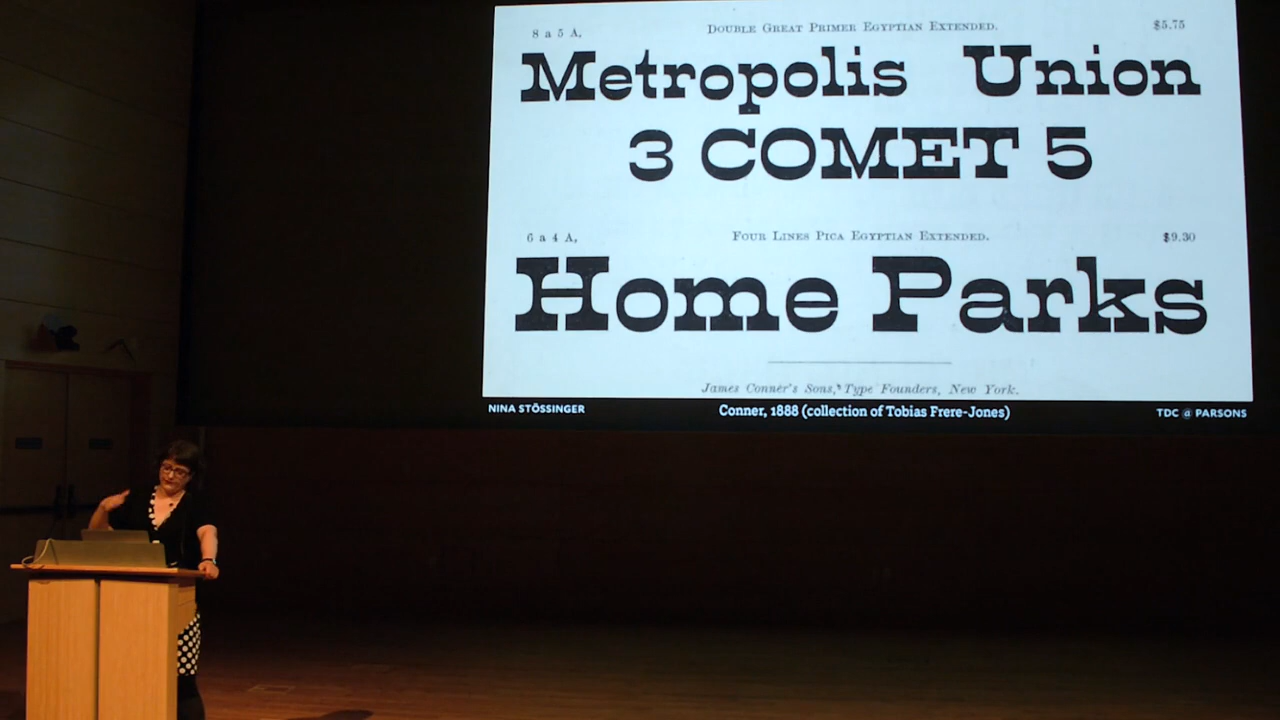 8 a 5 A, DOUBLE GREAT PRIMER EGYPTIAN EXTENDED. $5.75
Metropolis Union
3 COMET 5
6 a 4 A, FOUR LINES PICA EGYPTIAN EXTENDED. $9.30
Home Parks
James Conner's Sons, Type Founders, New York.
NINA STÖSSINGER Conner, 1888 (collection of Tobias Frere-Jones) TDC @ PARSONS